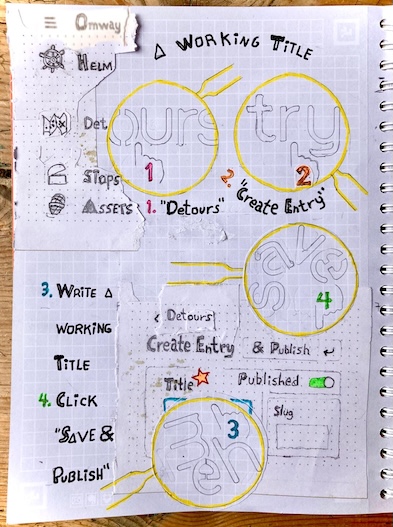 Omway
A WORKING TITLE
HELM
Det
ours
try
1
2
STOPS
ASSETS
1. "DETOURS"
2. "CREATE ENTRY"
save
4
3. WRITE A
WORKING
TITLE
4. CLICK
"SAVE &
PUBLISH"
< Detours
Create Entry
& Publish
Title
Published
Slug
3